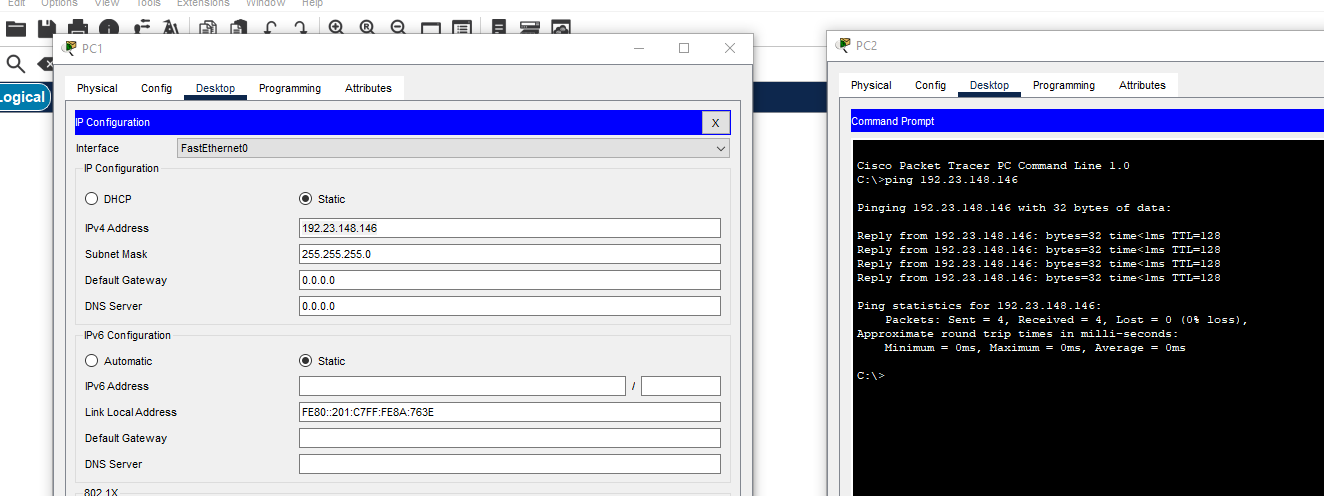 Edit Options View Tools Extensions Window Help
PC1
Physical Config Desktop Programming Attributes
Logical
IP Configuration X
Interface FastEthernet0
IP Configuration
DHCP Static
IPv4 Address 192.23.148.146
Subnet Mask 255.255.255.0
Default Gateway 0.0.0.0
DNS Server 0.0.0.0
IPv6 Configuration
Automatic Static
IPv6 Address /
Link Local Address FE80::201:C7FF:FE8A:763E
Default Gateway
DNS Server
802.1X
PC2
Physical Config Desktop Programming Attributes
Command Prompt
Cisco Packet Tracer PC Command Line 1.0
C:\>ping 192.23.148.146
Pinging 192.23.148.146 with 32 bytes of data:
Reply from 192.23.148.146: bytes=32 time<1ms TTL=128
Reply from 192.23.148.146: bytes=32 time<1ms TTL=128
Reply from 192.23.148.146: bytes=32 time<1ms TTL=128
Reply from 192.23.148.146: bytes=32 time<1ms TTL=128
Ping statistics for 192.23.148.146:
Packets: Sent = 4, Received = 4, Lost = 0 (0% loss),
Approximate round trip times in milli-seconds:
Minimum = 0ms, Maximum = 0ms, Average = 0ms
C:\>